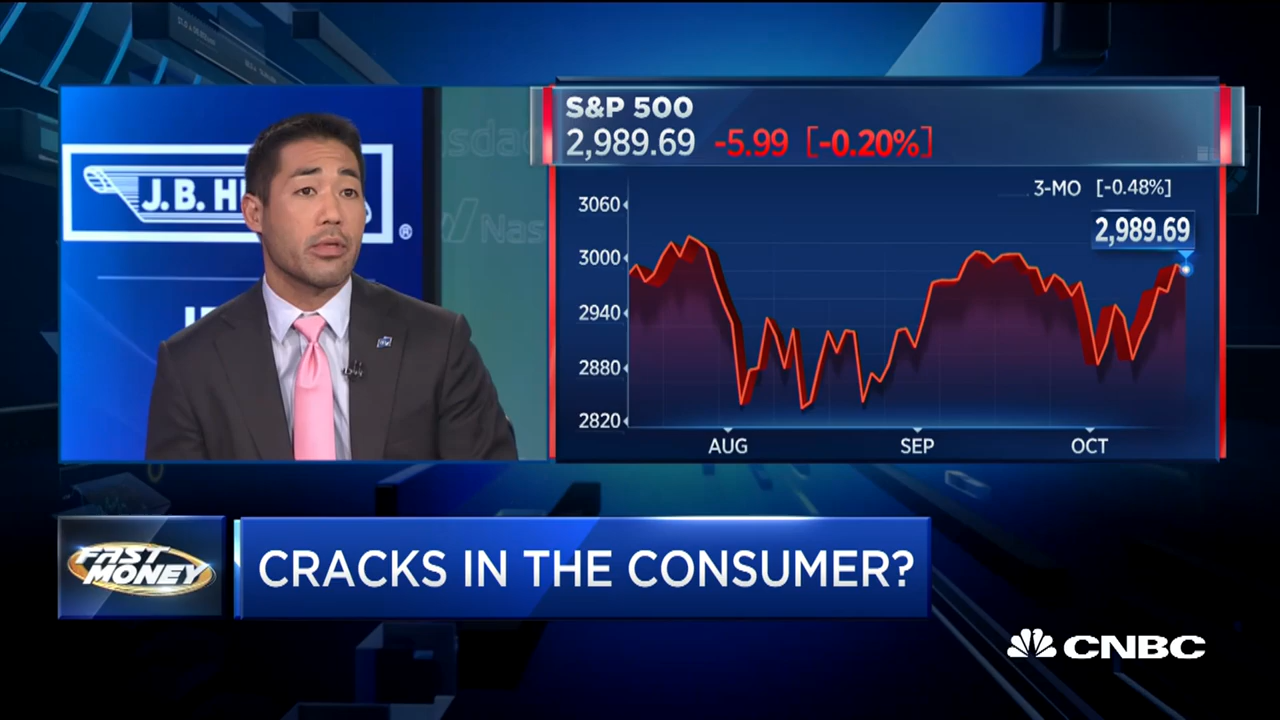 J.B. H
®
Nas
S&P 500
2,989.69 -5.99 [-0.20%]
3-MO [-0.48%]
2,989.69
3060
3000
2940
2880
2820
AUG SEP OCT
FAST
MONEY
CRACKS IN THE CONSUMER?
CNBC